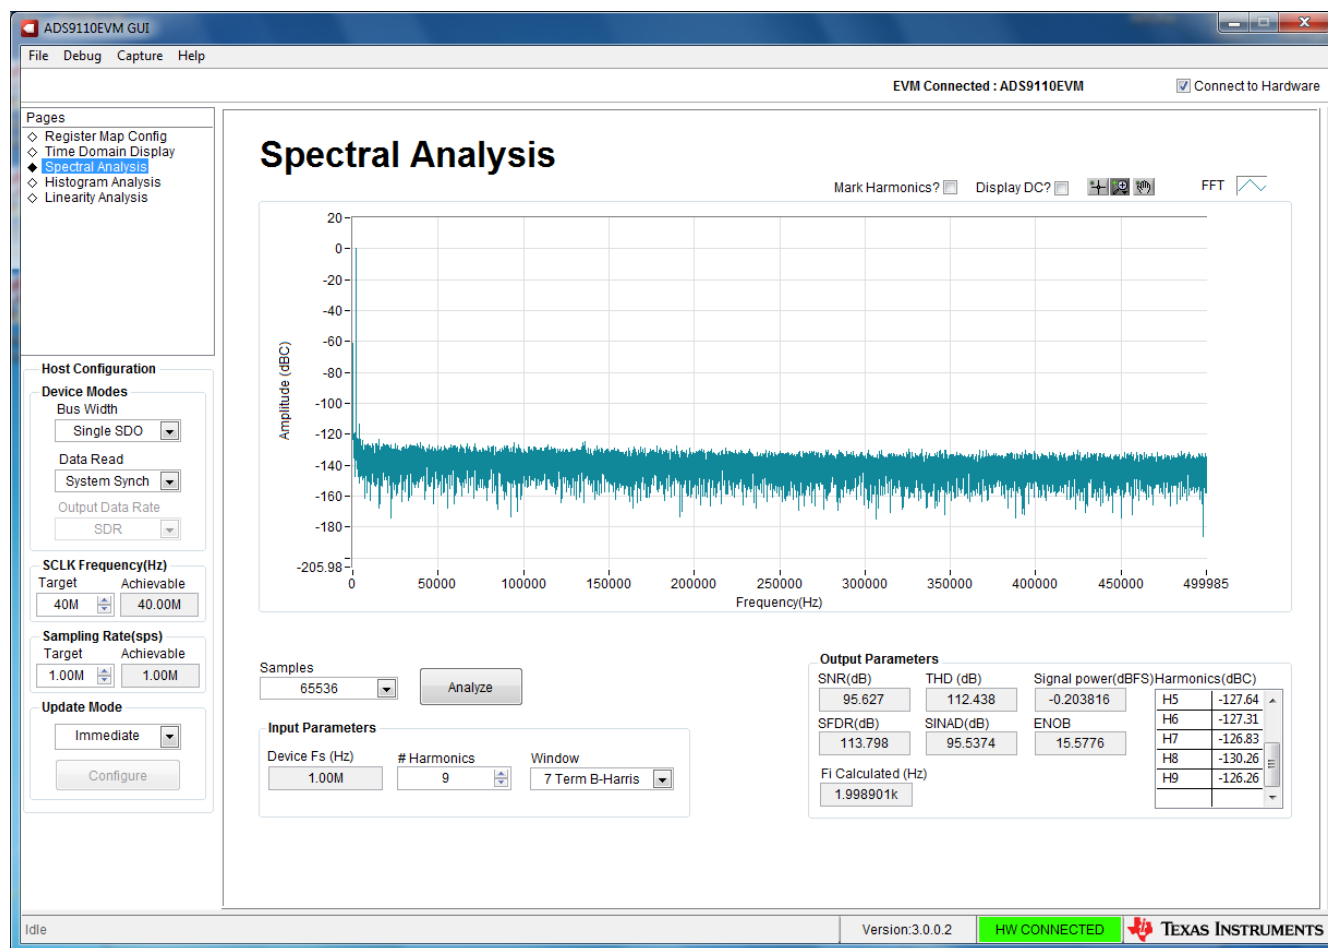 ADS9110EVM GUI
File Debug Capture Help
EVM Connected : ADS9110EVM Connect to Hardware
Pages
Register Map Config
Time Domain Display
Spectral Analysis
Histogram Analysis
Linearity Analysis
Host Configuration
Device Modes
Bus Width
Single SDO
Data Read
System Synch
Output Data Rate
SDR
SCLK Frequency(Hz)
Target Achievable
40M 40.00M
Sampling Rate(sps)
Target Achievable
1.00M 1.00M
Update Mode
Immediate
Configure
Spectral Analysis
Mark Harmonics? Display DC? FFT
Amplitude (dBC)
20
0
-20
-40
-60
-80
-100
-120
-140
-160
-180
-205.98
0 50000 100000 150000 200000 250000 300000 350000 400000 450000 499985
Frequency(Hz)
Samples
65536 Analyze
Input Parameters
Device Fs (Hz) # Harmonics Window
1.00M 9 7 Term B-Harris
Output Parameters
SNR(dB) THD (dB) Signal power(dBFS) Harmonics(dBC)
95.627 112.438 -0.203816
SFDR(dB) SINAD(dB) ENOB
113.798 95.5374 15.5776
Fi Calculated (Hz)
1.998901k
H5 -127.64
H6 -127.31
H7 -126.83
H8 -130.26
H9 -126.26
Idle Version:3.0.0.2 HW CONNECTED TEXAS INSTRUMENTS